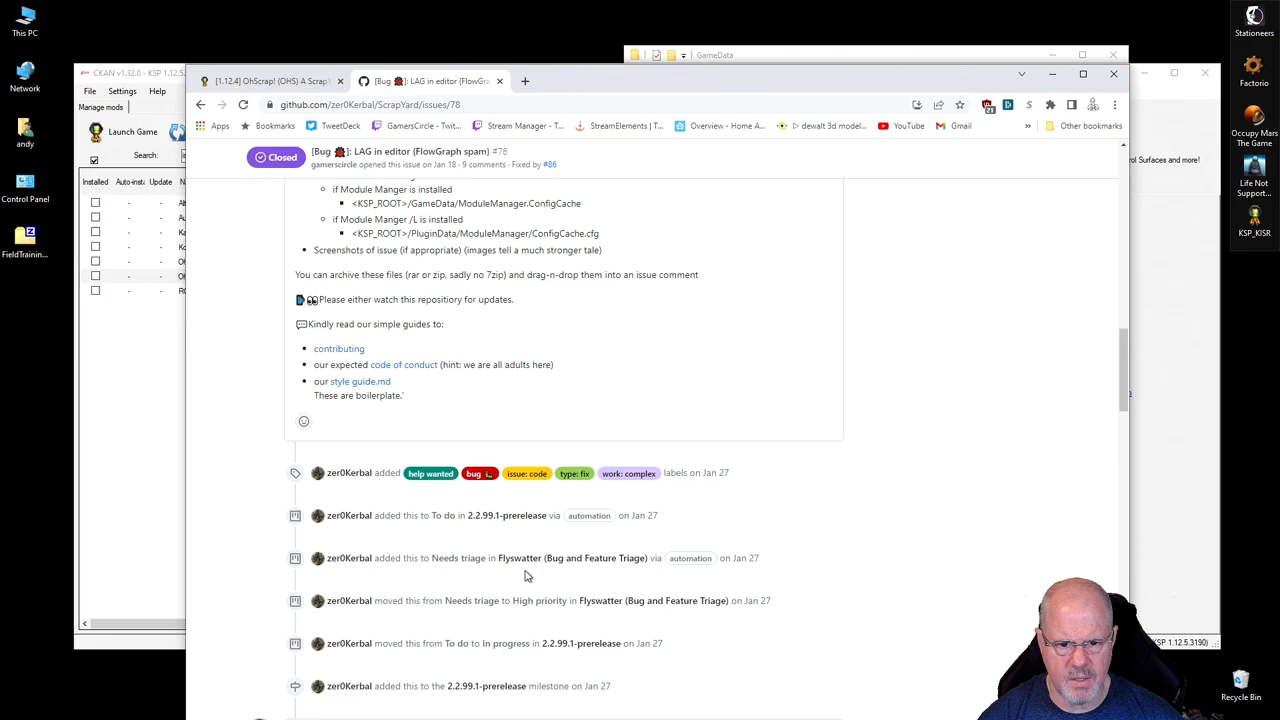 This PC
Network
andy
Control Panel
FieldTrainin...
Stationeers
Factorio
Occupy Mars The Game
Life Not Support...
KSP_KISR
Recycle Bin
GameData
CKAN v1.32.0 - KSP 1.12.5
File Settings Help
Manage mods
Launch Game
Search:
Installed Auto-insta Update
[1.12.4] OhScrap! (OHS) A Scrap
[Bug 🐞]: LAG in editor (FlowGra
github.com/zer0Kerbal/ScrapYard/issues/78
21
Apps Bookmarks TweetDeck GamersCircle - Twit... Stream Manager - T... StreamElements | T... Overview - Home A... dewalt 3d model... YouTube Gmail » Other bookmarks
Closed
[Bug 🐞]: LAG in editor (FlowGraph spam) #78
gamerscircle opened this issue on Jan 18 · 9 comments · Fixed by #86
if Module Manger is installed
<KSP_ROOT>/GameData/ModuleManager.ConfigCache
if Module Manger /L is installed
<KSP_ROOT>/PluginData/ModuleManager/ConfigCache.cfg
Screenshots of issue (if appropriate) (images tell a much stronger tale)
You can archive these files (rar or zip, sadly no 7zip) and drag-n-drop them into an issue comment
Please either watch this repositiory for updates.
Kindly read our simple guides to:
contributing
our expected code of conduct (hint: we are all adults here)
our style guide.md
These are boilerplate.'
zer0Kerbal added help wanted bug issue: code type: fix work: complex labels on Jan 27
zer0Kerbal added this to To do in 2.2.99.1-prerelease via automation on Jan 27
zer0Kerbal added this to Needs triage in Flyswatter (Bug and Feature Triage) via automation on Jan 27
zer0Kerbal moved this from Needs triage to High priority in Flyswatter (Bug and Feature Triage) on Jan 27
zer0Kerbal moved this from To do to In progress in 2.2.99.1-prerelease on Jan 27
zer0Kerbal added this to the 2.2.99.1-prerelease milestone on Jan 27
ol Surfaces and more!
KSP 1.12.5.3190)